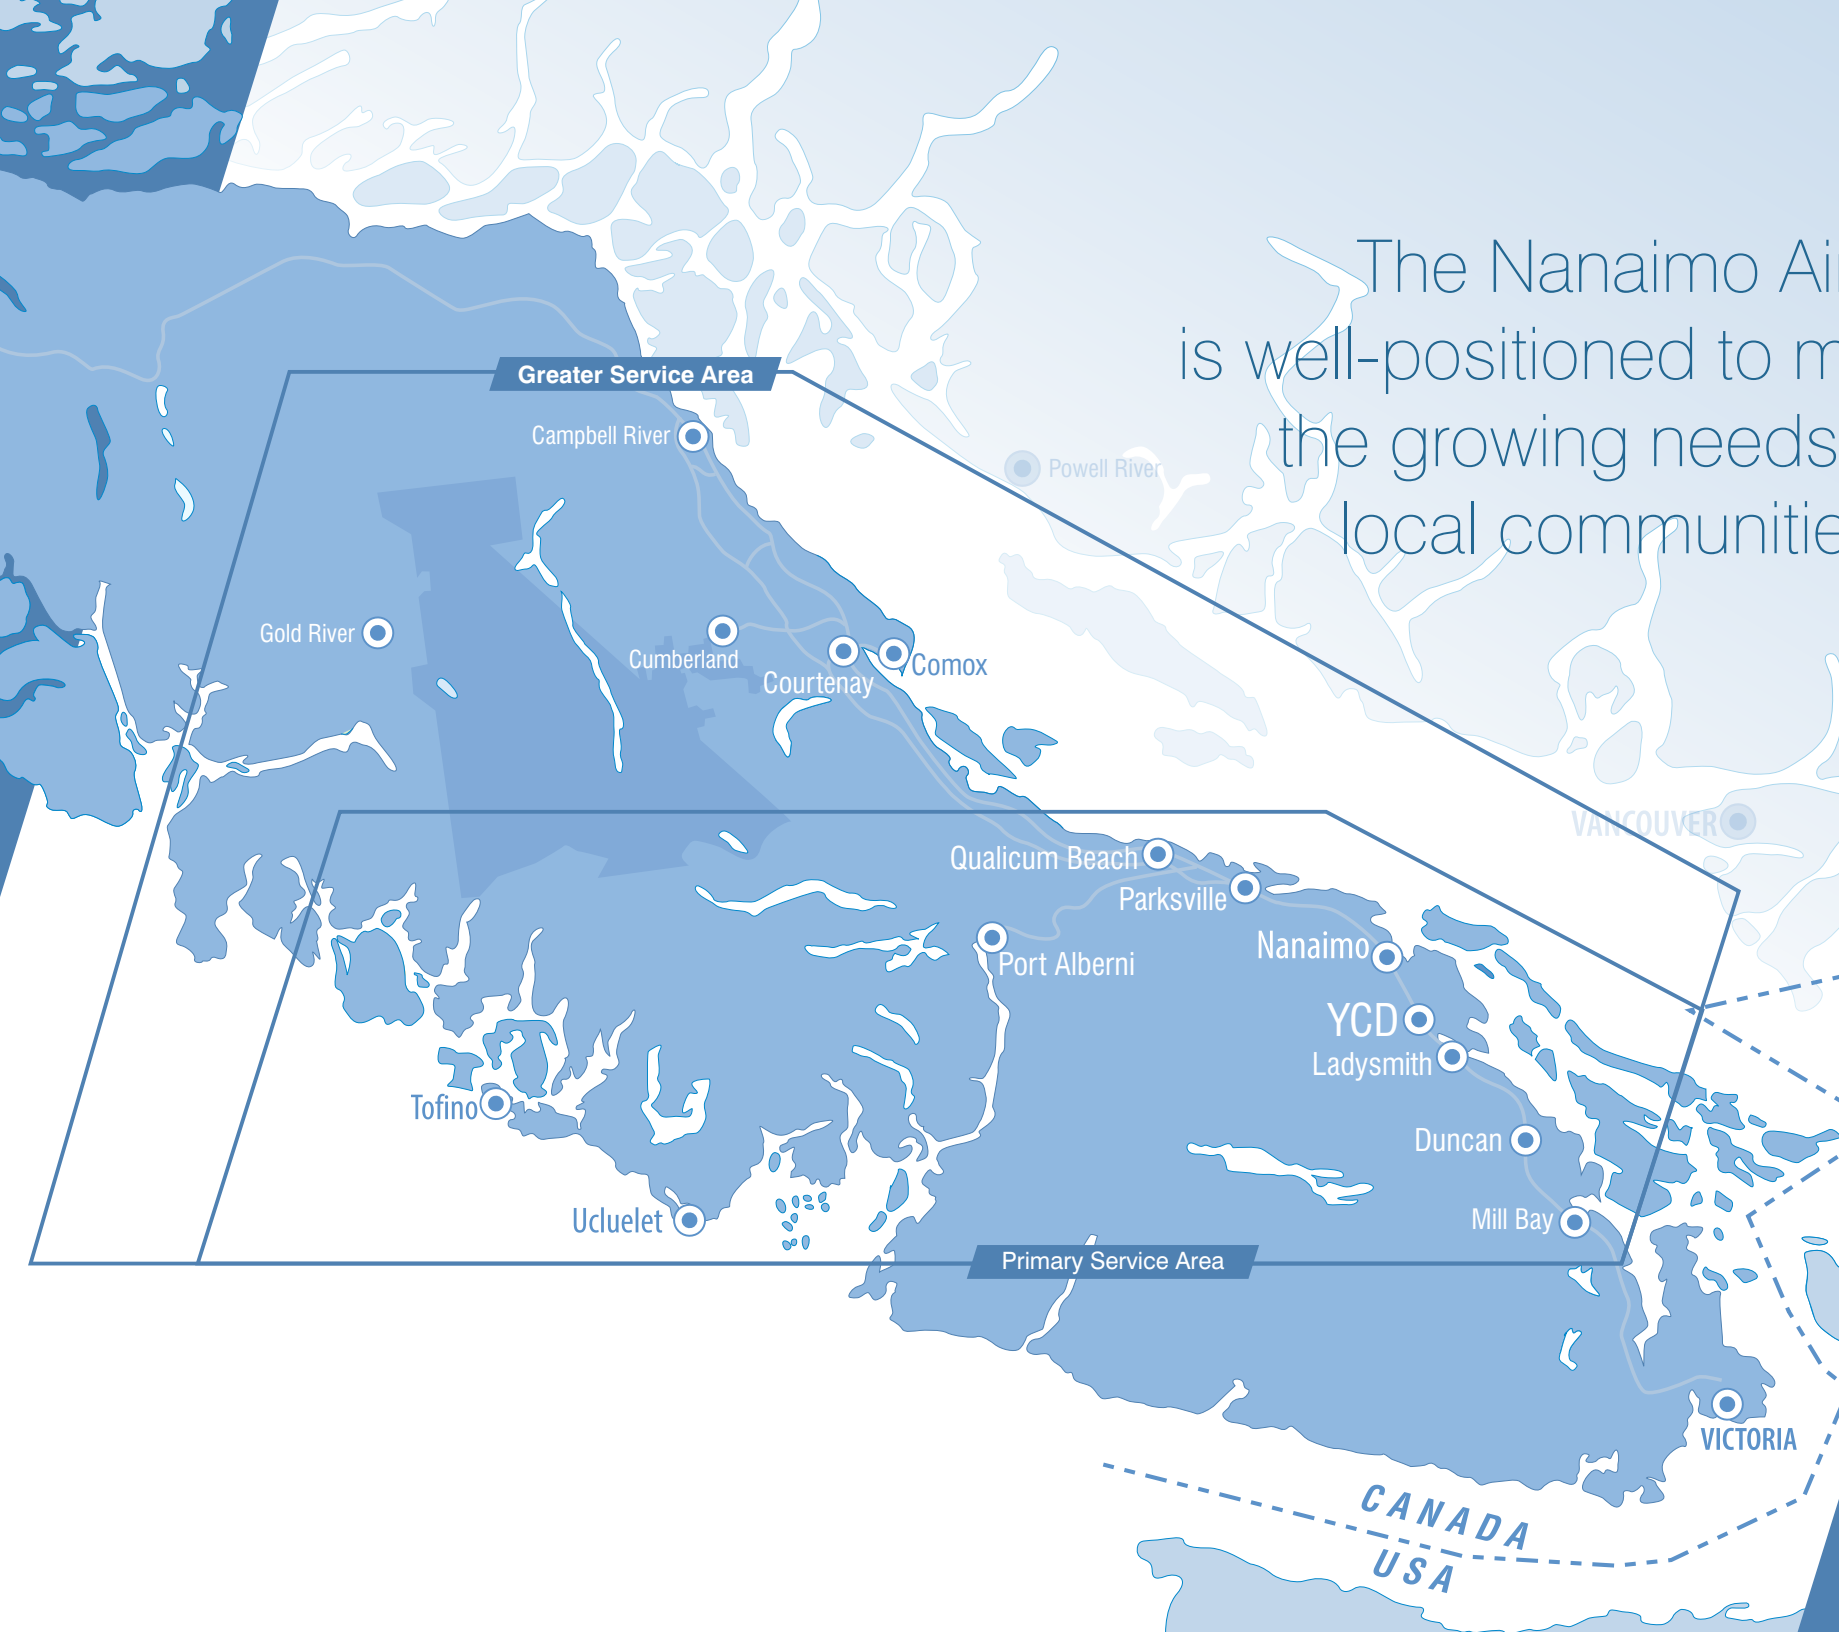 The Nanaimo Ai
is well-positioned to m
the growing needs
local communitie
Greater Service Area
Campbell River
Powell River
Gold River
Cumberland
Courtenay
Comox
VANCOUVER
Qualicum Beach
Parksville
Nanaimo
Port Alberni
YCD
Ladysmith
Tofino
Duncan
Ucluelet
Mill Bay
Primary Service Area
VICTORIA
CANADA
USA